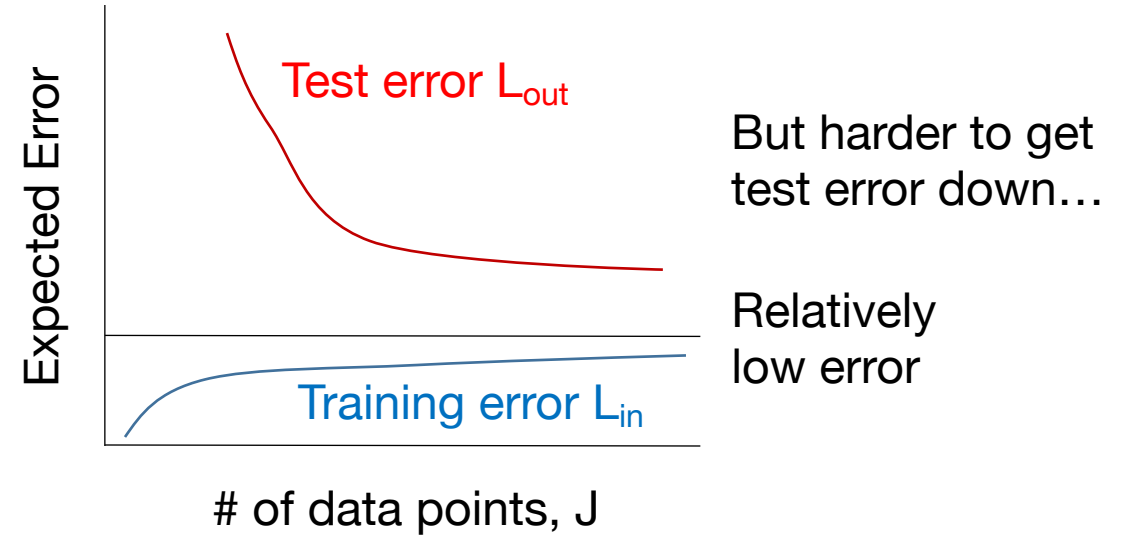 Expected Error
Test error Lout
But harder to get
test error down…
Relatively
low error
Training error Lin
# of data points, J